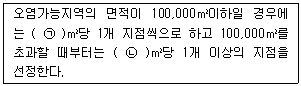 오염가능지역의 면적이 100,000㎡이하일 경우에
는 ( ㉠ )㎡당 1개 지점씩으로 하고 100,000㎡를
초과할 때부터는 ( ㉡ )㎡당 1개 이상의 지점을
선정한다.